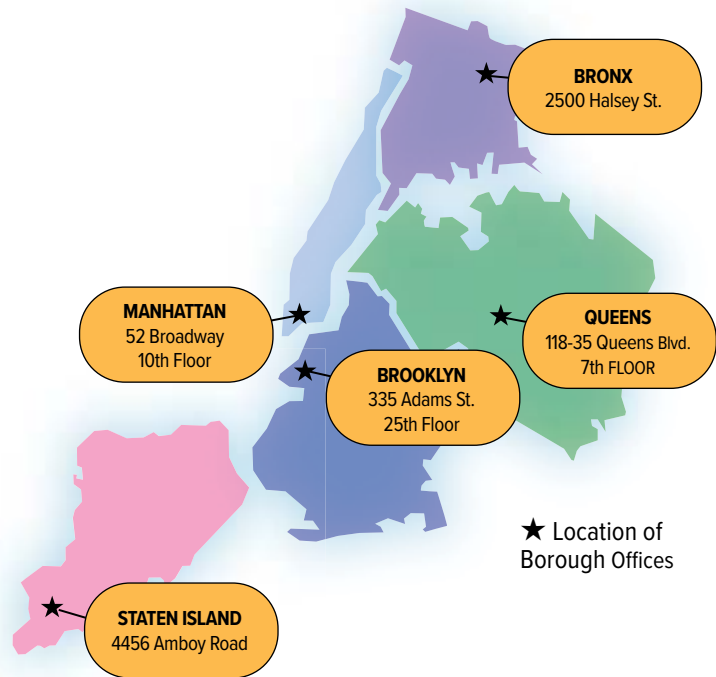 BRONX
2500 Halsey St.
MANHATTAN
52 Broadway
10th Floor
QUEENS
118-35 Queens Blvd.
7th FLOOR
BROOKLYN
335 Adams St.
25th Floor
★ Location of
Borough Offices
STATEN ISLAND
4456 Amboy Road